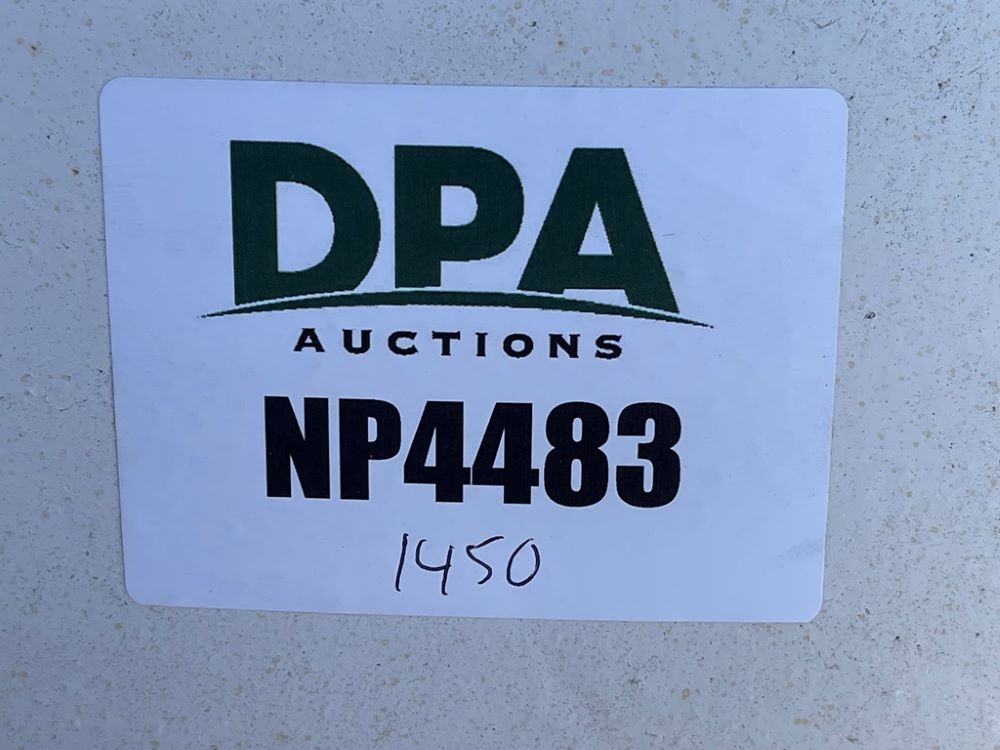 DPA
AUCTIONS
NP4483
1450